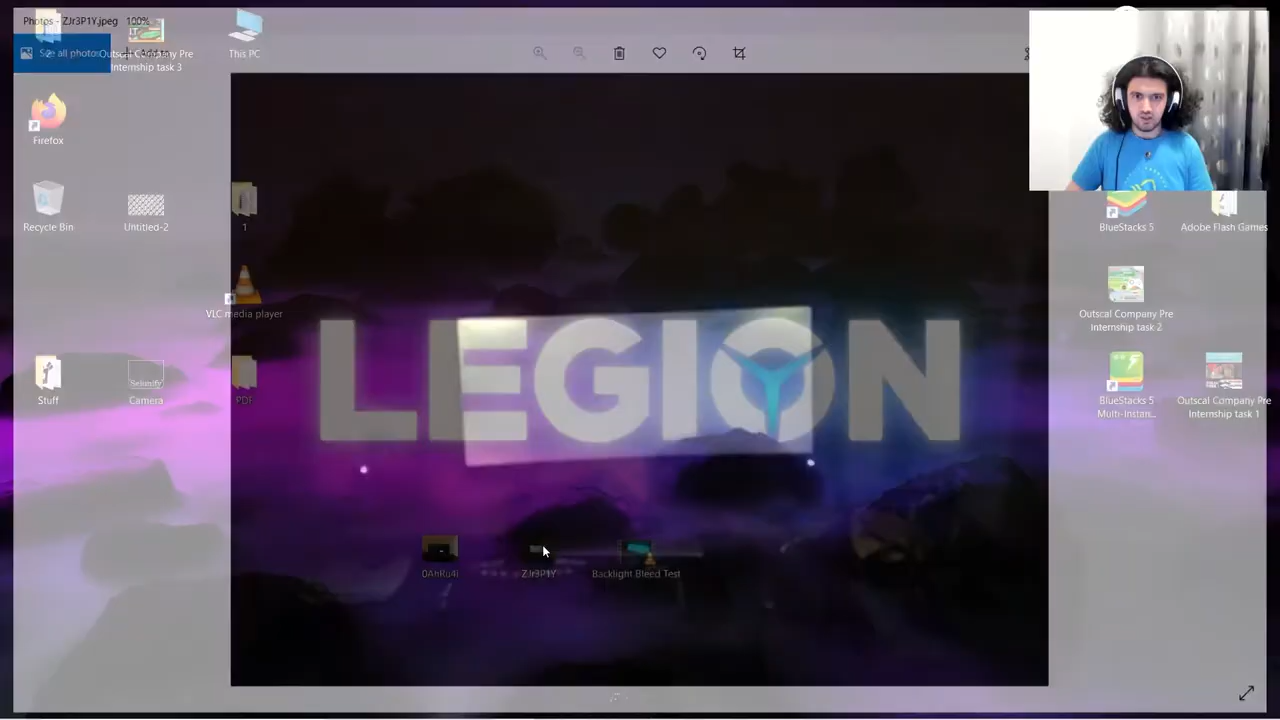 Photos - ZJr3P1Y.jpeg 100%
See all photos
2
Outscal Company Pre
Internship task 3
This PC
Firefox
Recycle Bin
Untitled-2
1
BlueStacks 5
Adobe Flash Games
VLC media player
Outscal Company Pre
Internship task 2
LEGION
Stuff
Camera
PDF
BlueStacks 5
Multi-Instan...
Outscal Company Pre
Internship task 1
0AhRu4I
ZJr3P1Y
Backlight Bleed Test